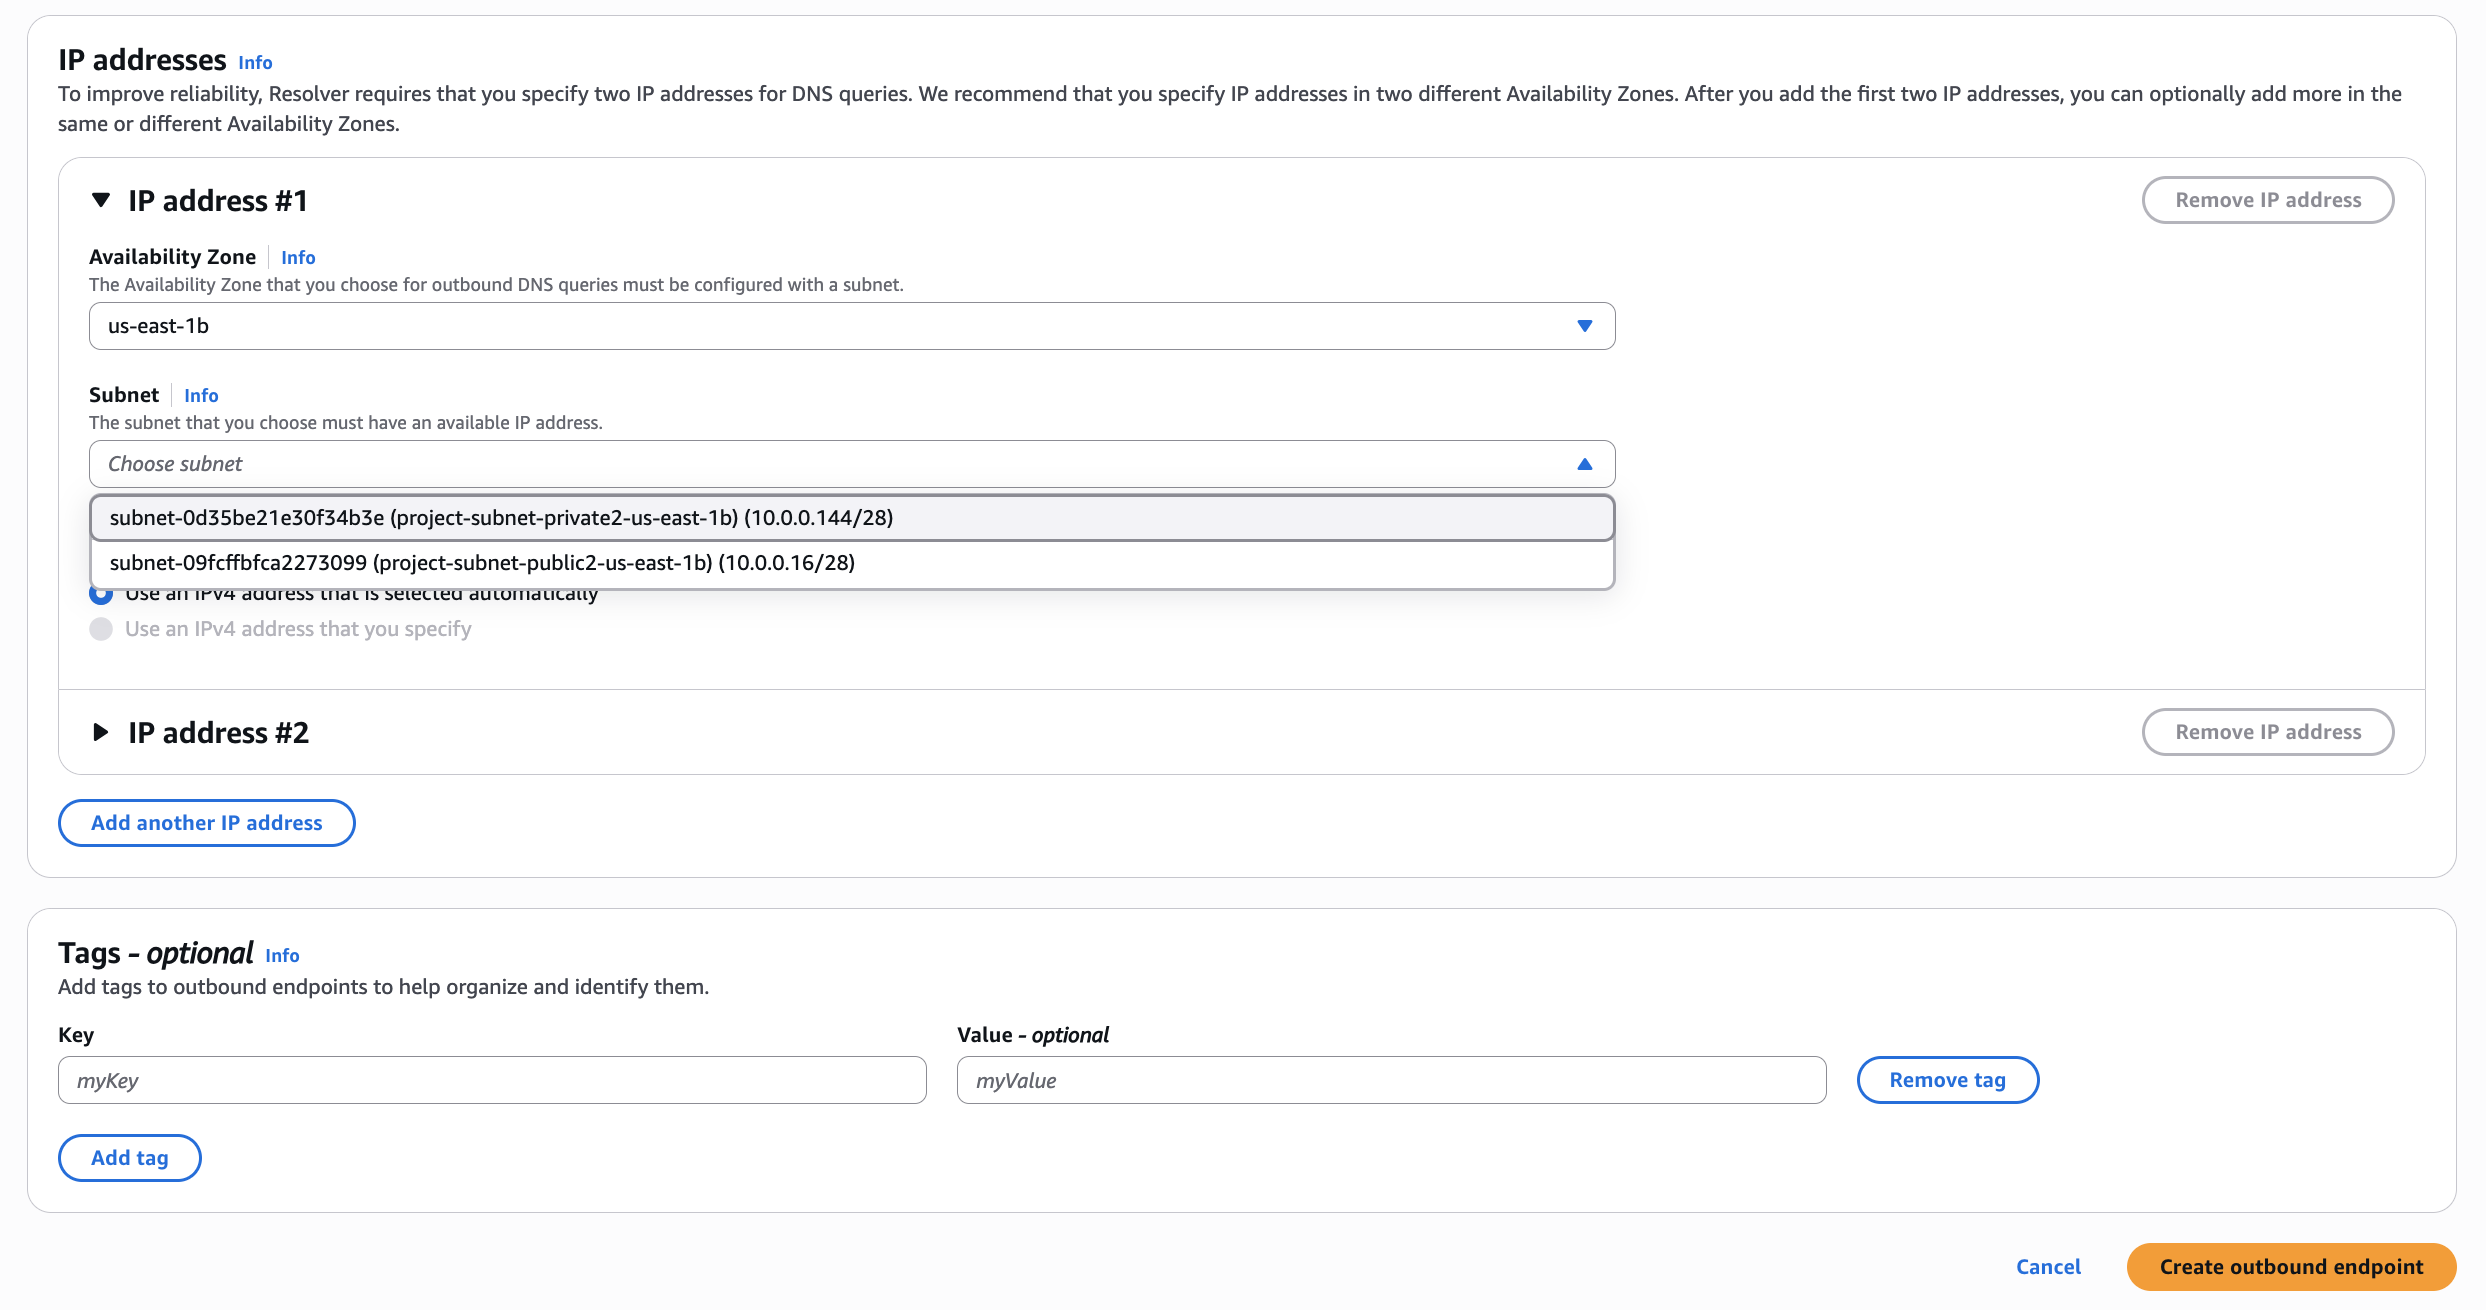 IP addresses Info
To improve reliability, Resolver requires that you specify two IP addresses for DNS queries. We recommend that you specify IP addresses in two different Availability Zones. After you add the first two IP addresses, you can optionally add more in the
same or different Availability Zones.
IP address #1
Remove IP address
Availability Zone Info
The Availability Zone that you choose for outbound DNS queries must be configured with a subnet.
us-east-1b
Subnet Info
The subnet that you choose must have an available IP address.
Choose subnet
subnet-0d35be21e30f34b3e (project-subnet-private2-us-east-1b) (10.0.0.144/28)
subnet-09fcffbfca2273099 (project-subnet-public2-us-east-1b) (10.0.0.16/28)
Use an IPv4 address that is selected automatically
Use an IPv4 address that you specify
IP address #2
Remove IP address
Add another IP address
Tags - optional Info
Add tags to outbound endpoints to help organize and identify them.
Key
Value - optional
myKey
myValue
Remove tag
Add tag
Cancel
Create outbound endpoint